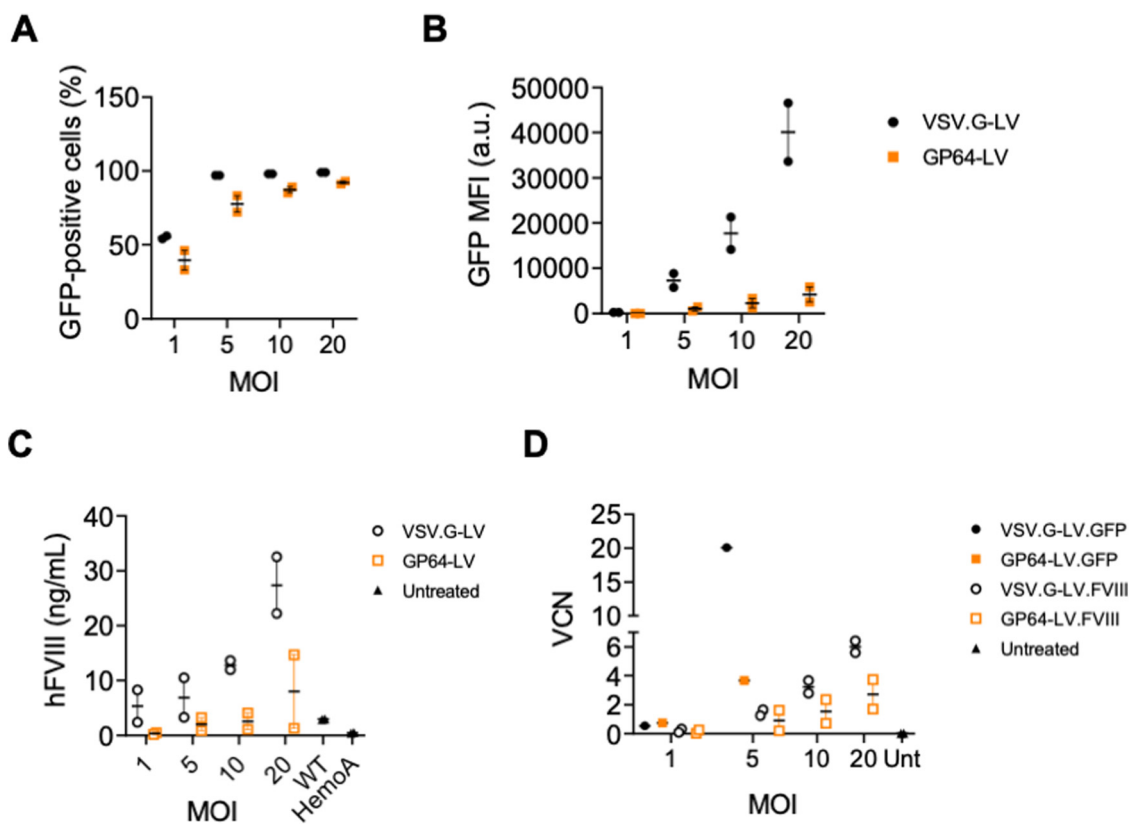 A
GFP-positive cells (%)
150
100
50
0
1 5 10 20
MOI
B
GFP MFI (a.u.)
50000
40000
30000
20000
10000
0
1 5 10 20
MOI
VSV.G-LV
GP64-LV
C
hFVIII (ng/mL)
40
30
20
10
0
1 5 10 20 WT HemoA
MOI
VSV.G-LV
GP64-LV
Untreated
D
VCN
25
20
15
10
6
4
2
0
1 5 10 20 Unt
MOI
VSV.G-LV.GFP
GP64-LV.GFP
VSV.G-LV.FVIII
GP64-LV.FVIII
Untreated